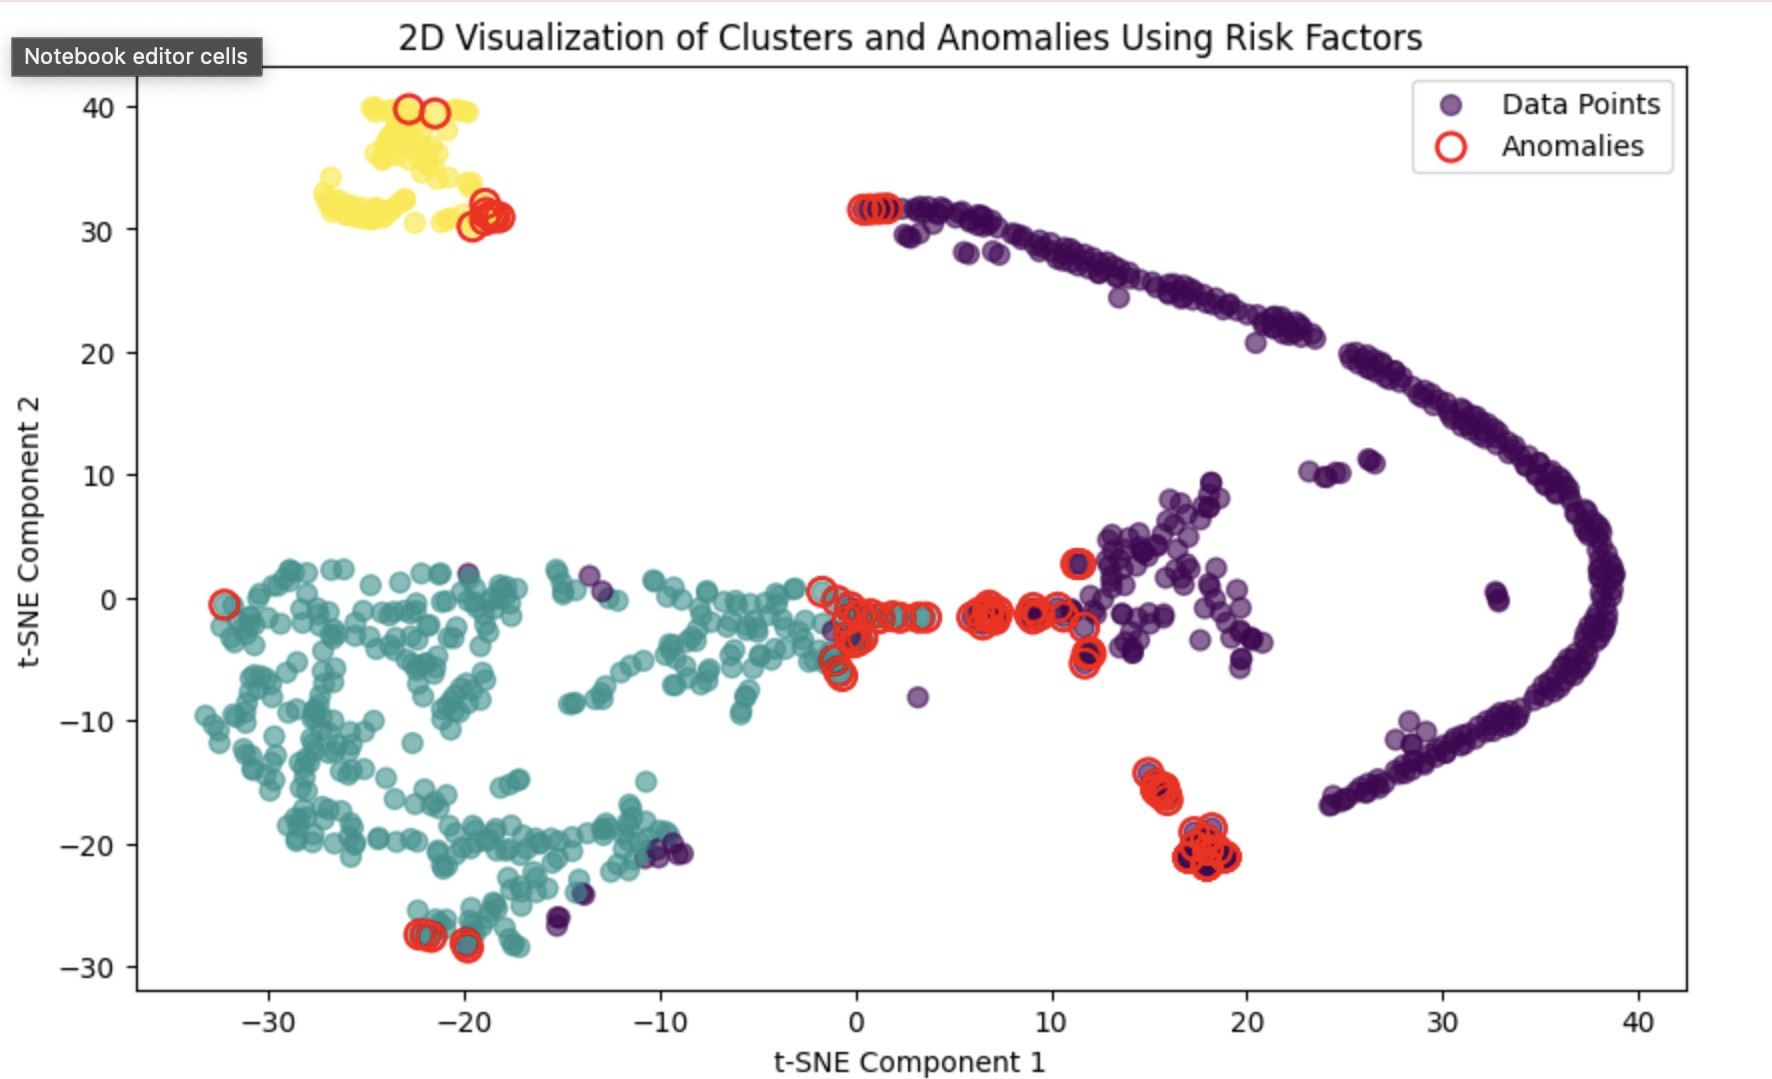 2D Visualization of Clusters and Anomalies Using Risk Factors
Notebook editor cells
Data Points
Anomalies
40
30
20
10
0
−10
−20
−30
t-SNE Component 2
−30 −20 −10 0 10 20 30 40
t-SNE Component 1